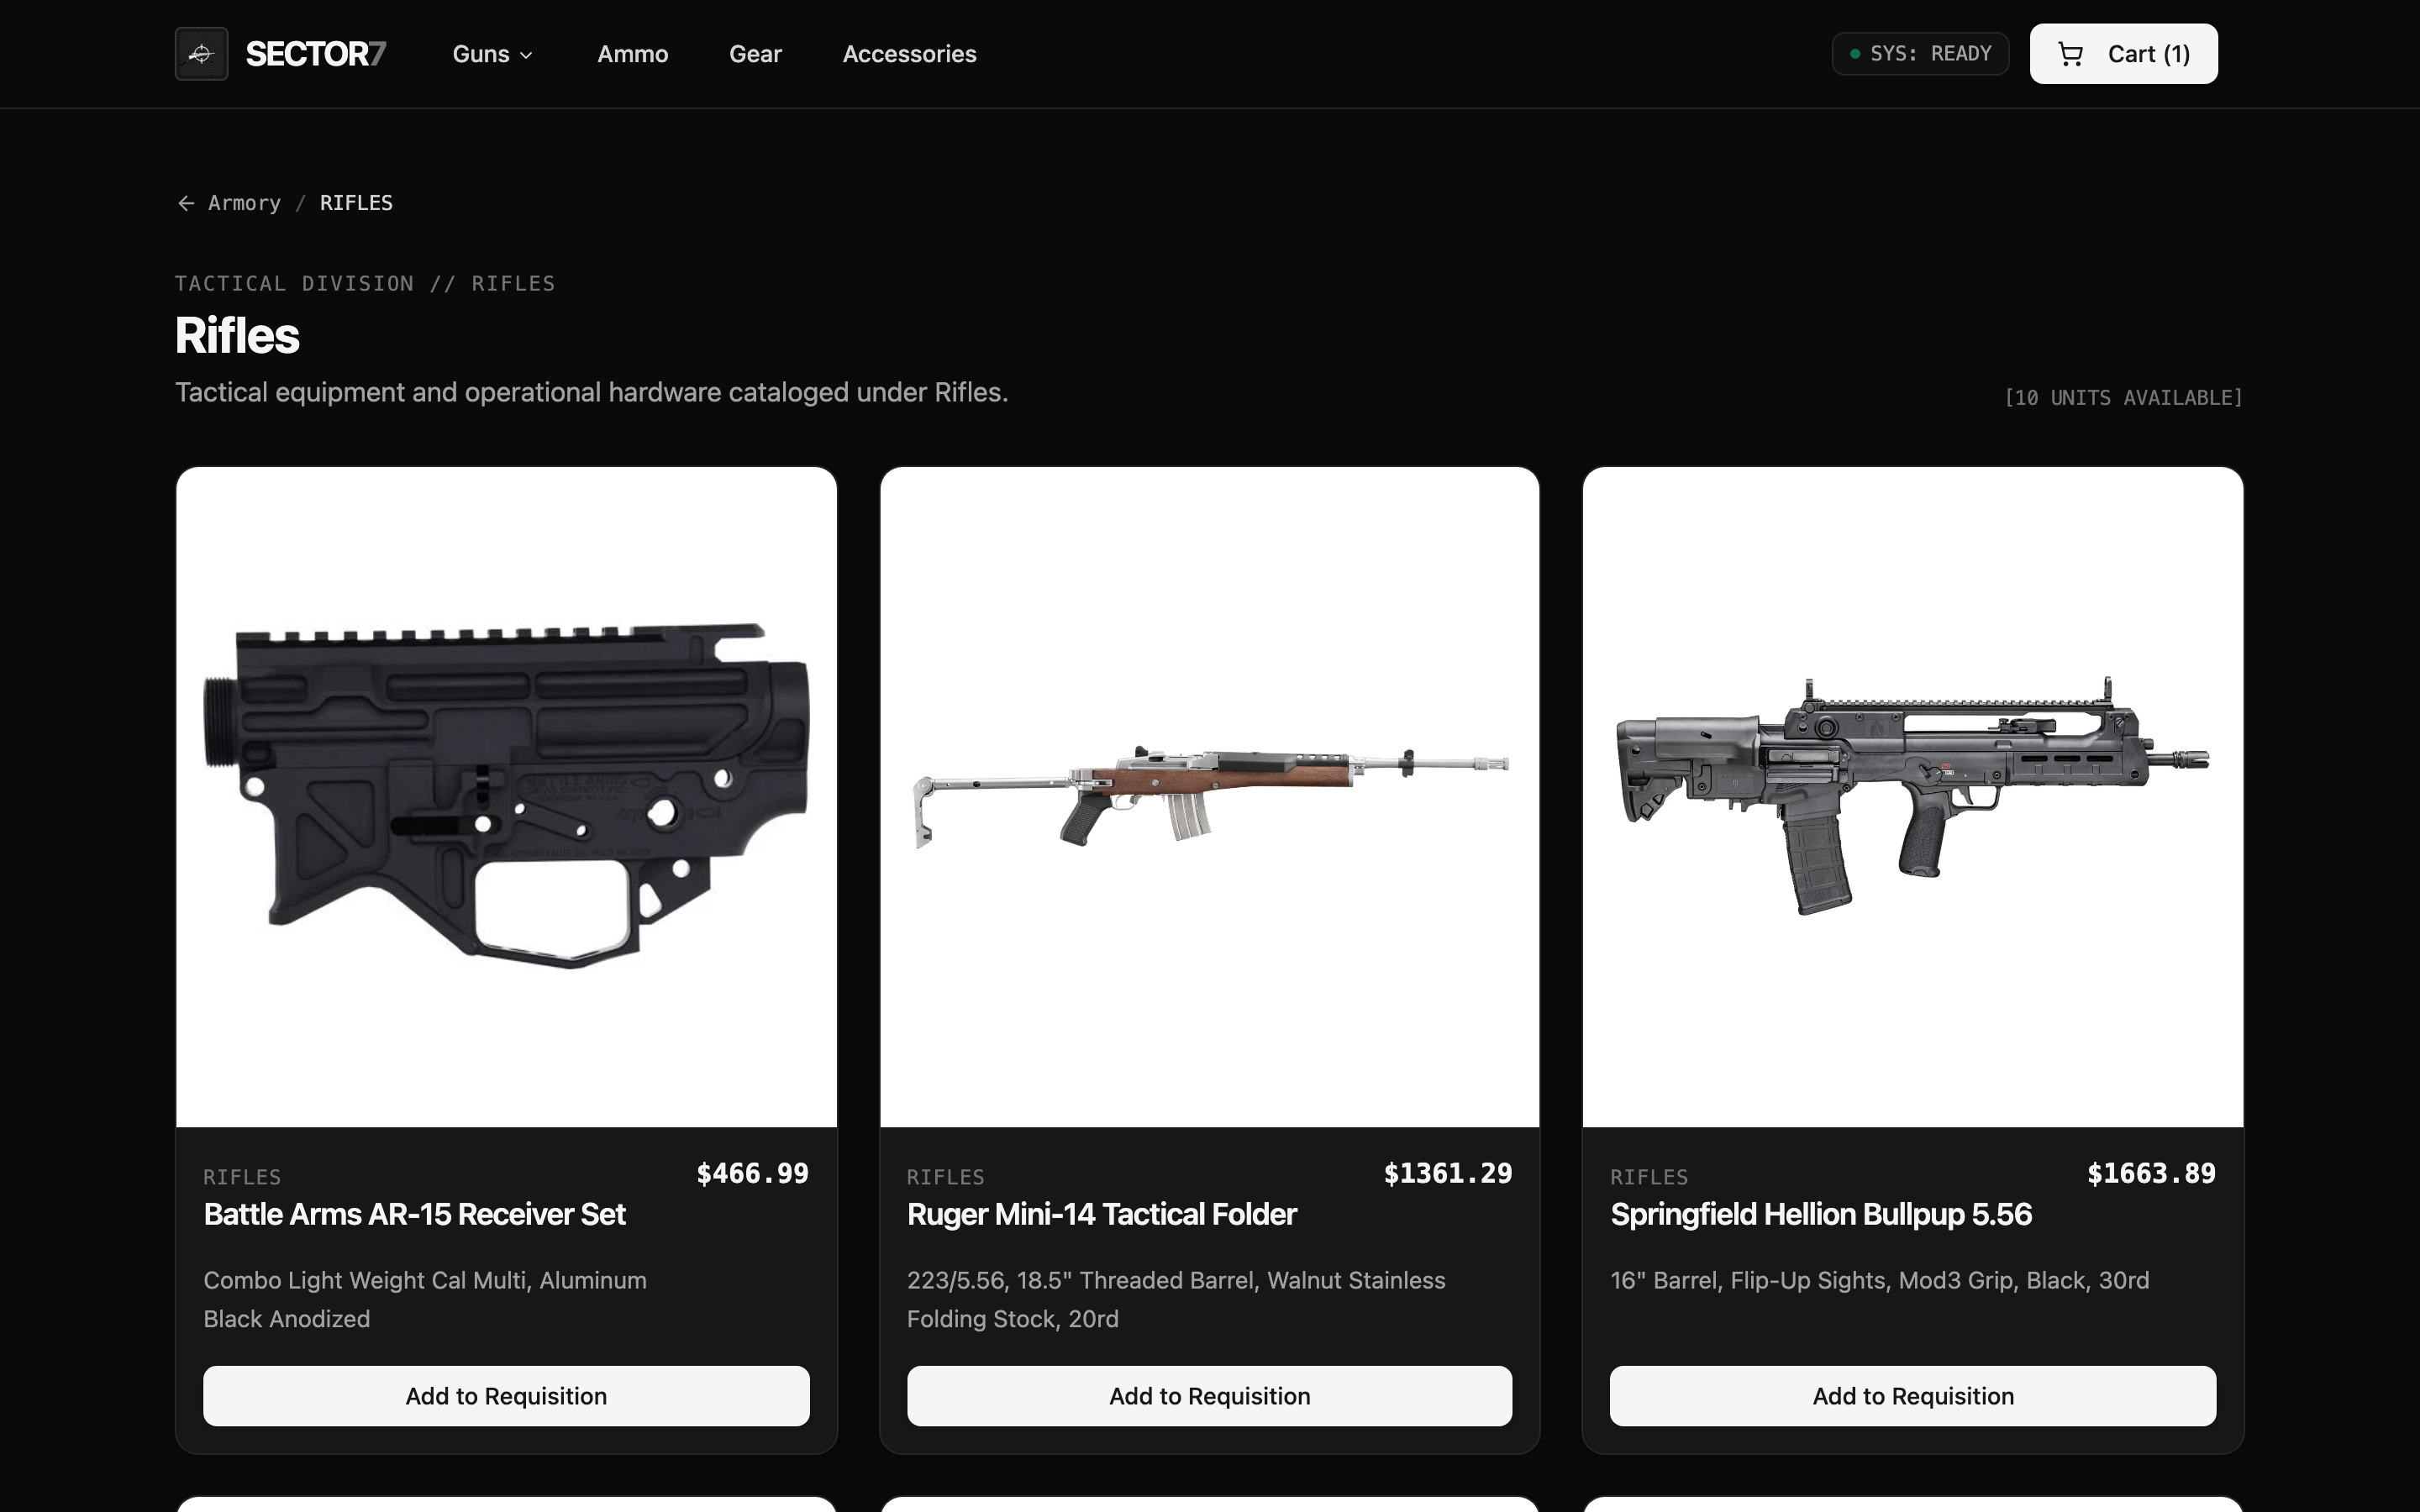 SECTOR7
Guns
Ammo
Gear
Accessories
SYS: READY
Cart (1)
Armory / RIFLES
TACTICAL DIVISION // RIFLES
Rifles
Tactical equipment and operational hardware cataloged under Rifles.
[10 UNITS AVAILABLE]
RIFLES
$466.99
Battle Arms AR-15 Receiver Set
Combo Light Weight Cal Multi, Aluminum
Black Anodized
Add to Requisition
RIFLES
$1361.29
Ruger Mini-14 Tactical Folder
223/5.56, 18.5" Threaded Barrel, Walnut Stainless
Folding Stock, 20rd
Add to Requisition
RIFLES
$1663.89
Springfield Hellion Bullpup 5.56
16" Barrel, Flip-Up Sights, Mod3 Grip, Black, 30rd
Add to Requisition